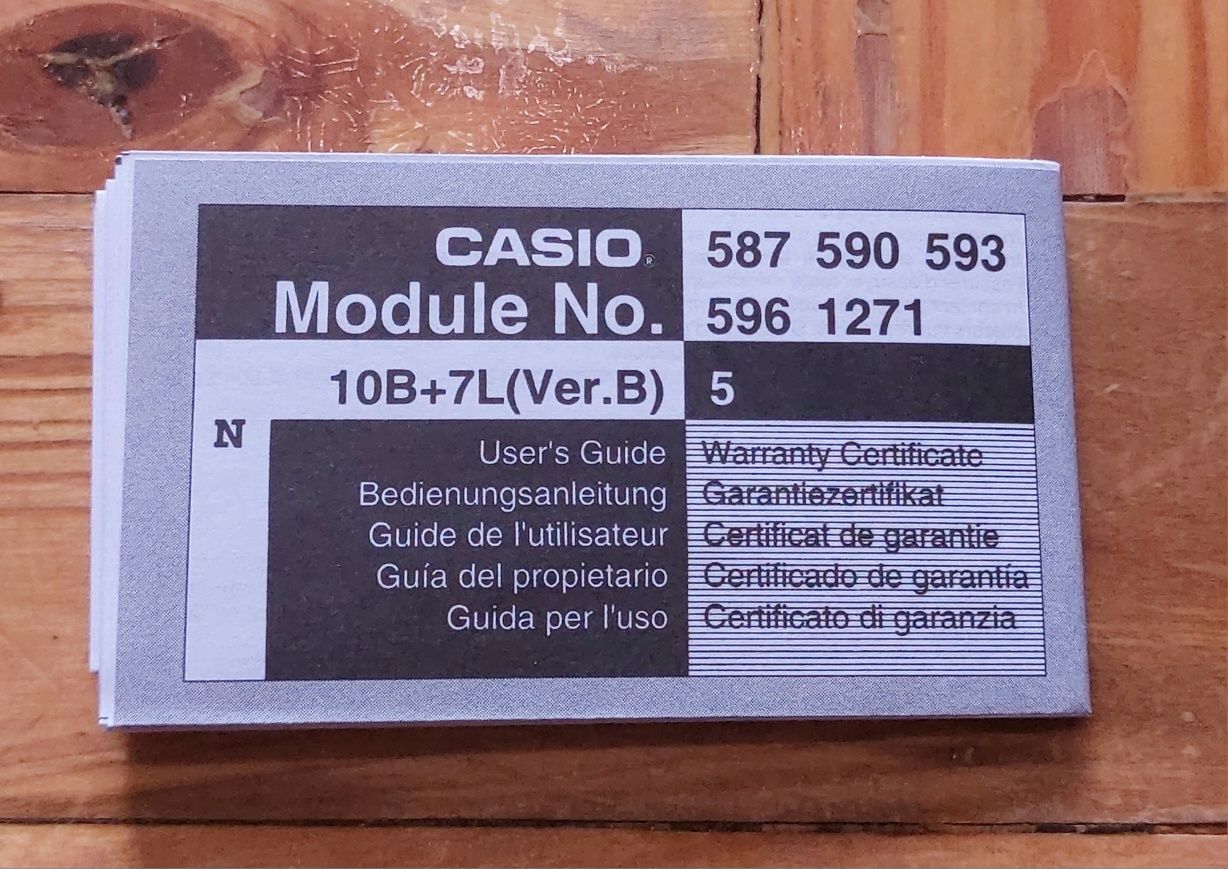 CASIO®
Module No.
587 590 593
596 1271
10B+7L(Ver.B)
5
N
User's Guide
Bedienungsanleitung
Guide de l'utilisateur
Guía del propietario
Guida per l'uso
Warranty Certificate
Garantiezertifikat
Certificat de garantie
Certificado de garantía
Certificato di garanzia